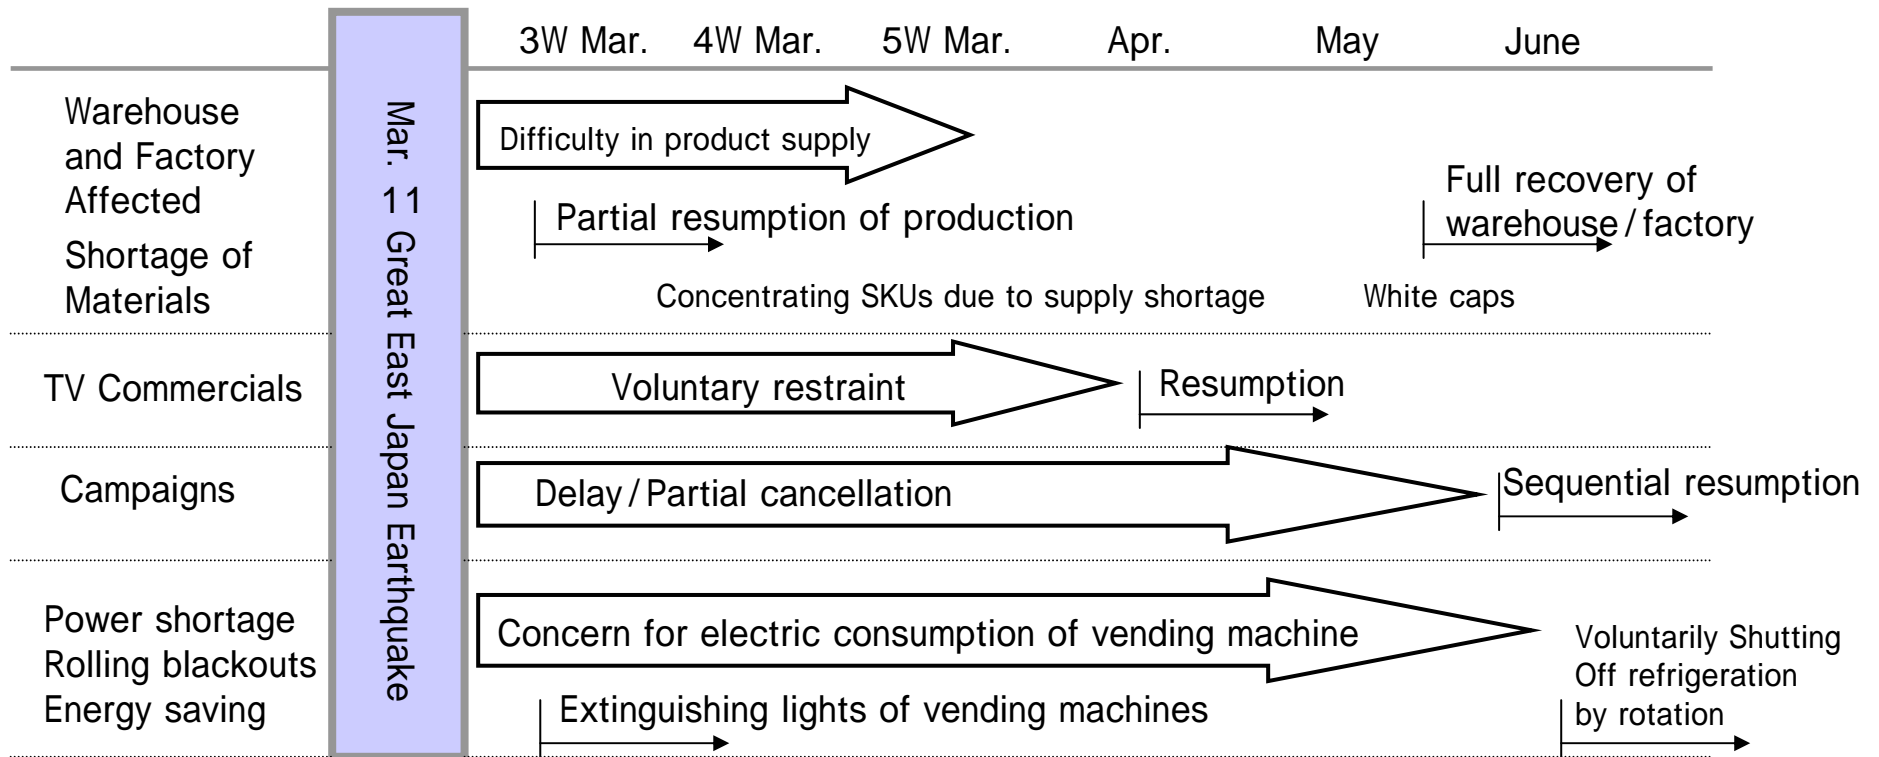 3W Mar. 4W Mar. 5W Mar. Apr. May June
Mar. 11 Great East Japan Earthquake
Warehouse
and Factory
Affected
Shortage of
Materials
Difficulty in product supply
Partial resumption of production
Full recovery of
warehouse/factory
Concentrating SKUs due to supply shortage
White caps
TV Commercials
Voluntary restraint
Resumption
Campaigns
Delay/Partial cancellation
Sequential resumption
Power shortage
Rolling blackouts
Energy saving
Concern for electric consumption of vending machine
Extinguishing lights of vending machines
Voluntarily Shutting
Off refrigeration
by rotation